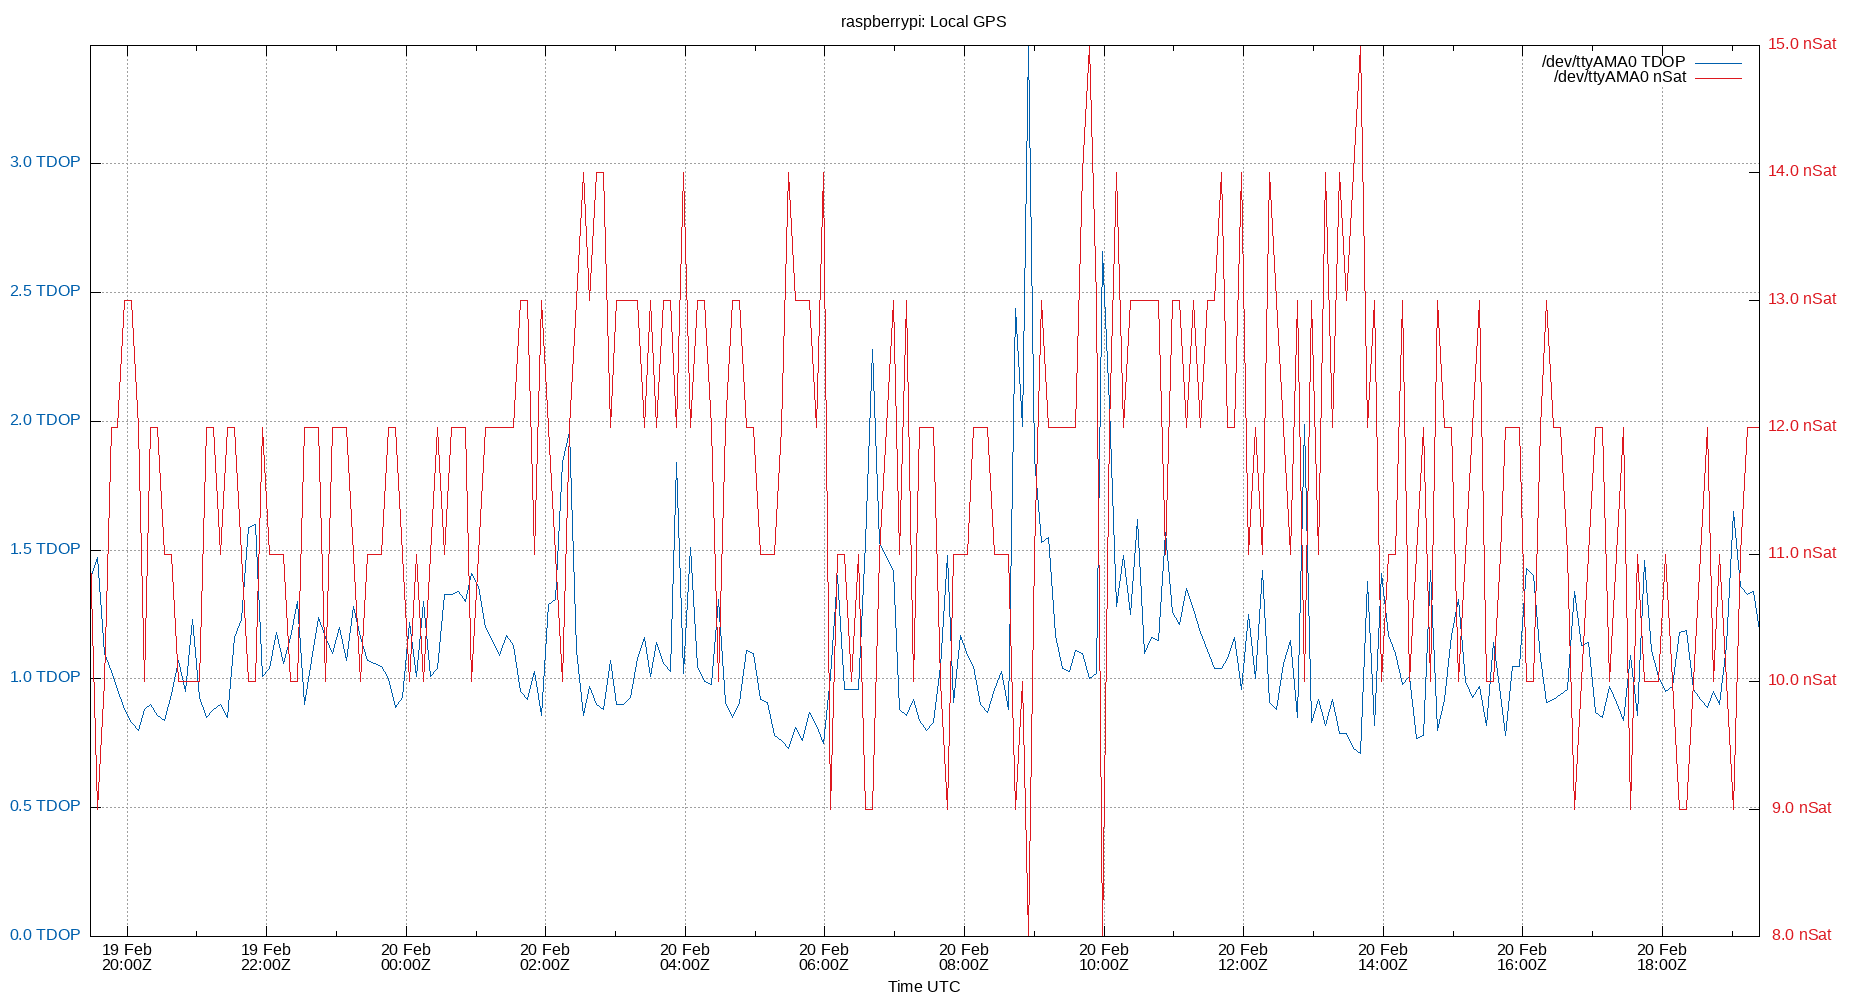 raspberrypi: Local GPS
/dev/ttyAMA0 TDOP
/dev/ttyAMA0 nSat
3.0 TDOP
2.5 TDOP
2.0 TDOP
1.5 TDOP
1.0 TDOP
0.5 TDOP
0.0 TDOP
15.0 nSat
14.0 nSat
13.0 nSat
12.0 nSat
11.0 nSat
10.0 nSat
9.0 nSat
8.0 nSat
19 Feb
20:00Z
19 Feb
22:00Z
20 Feb
00:00Z
20 Feb
02:00Z
20 Feb
04:00Z
20 Feb
06:00Z
20 Feb
08:00Z
20 Feb
10:00Z
20 Feb
12:00Z
20 Feb
14:00Z
20 Feb
16:00Z
20 Feb
18:00Z
Time UTC